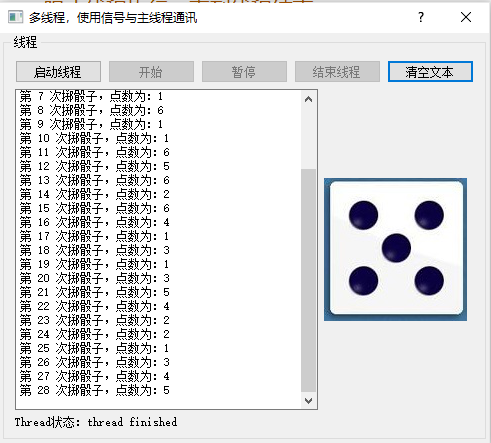 多线程，使用信号与主线程通讯
线程
启动线程 开始 暂停 结束线程 清空文本
第 7 次掷骰子，点数为：1
第 8 次掷骰子，点数为：6
第 9 次掷骰子，点数为：1
第 10 次掷骰子，点数为：1
第 11 次掷骰子，点数为：6
第 12 次掷骰子，点数为：5
第 13 次掷骰子，点数为：6
第 14 次掷骰子，点数为：2
第 15 次掷骰子，点数为：6
第 16 次掷骰子，点数为：4
第 17 次掷骰子，点数为：1
第 18 次掷骰子，点数为：3
第 19 次掷骰子，点数为：1
第 20 次掷骰子，点数为：3
第 21 次掷骰子，点数为：5
第 22 次掷骰子，点数为：4
第 23 次掷骰子，点数为：2
第 24 次掷骰子，点数为：2
第 25 次掷骰子，点数为：1
第 26 次掷骰子，点数为：3
第 27 次掷骰子，点数为：4
第 28 次掷骰子，点数为：5
Thread状态：thread finished